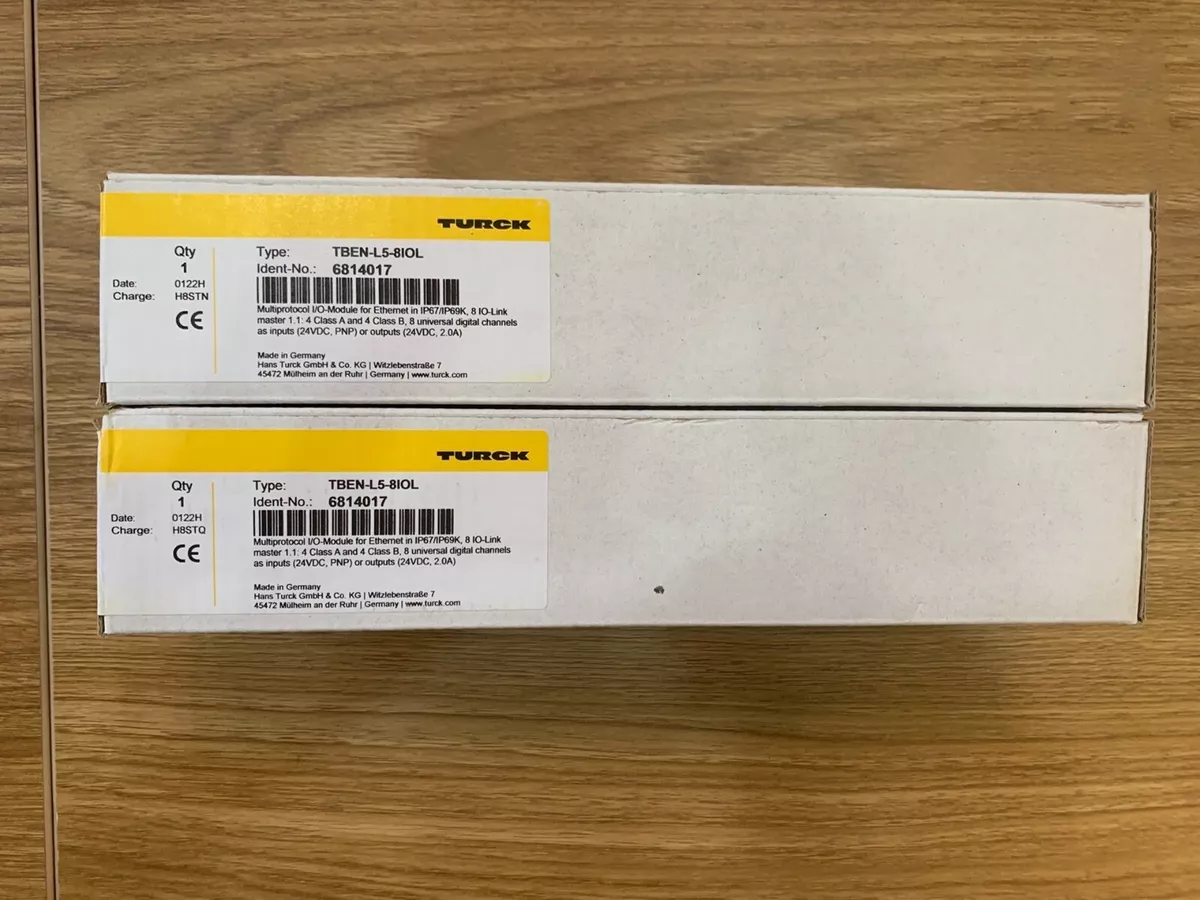 TURCK
Qty
1
Type: TBEN-L5-8IOL
Ident-No.: 6814017
Date: 0122H
Charge: H8STN
CE
Multiprotocol I/O-Module for Ethernet in IP67/IP69K, 8 IO-Link
master 1.1: 4 Class A and 4 Class B, 8 universal digital channels
as inputs (24VDC, PNP) or outputs (24VDC, 2.0A)
Made in Germany
Hans Turck GmbH & Co. KG | Witzlebenstraße 7
45472 Mülheim an der Ruhr | Germany | www.turck.com
TURCK
Qty
1
Type: TBEN-L5-8IOL
Ident-No.: 6814017
Date: 0122H
Charge: H8STQ
CE
Multiprotocol I/O-Module for Ethernet in IP67/IP69K, 8 IO-Link
master 1.1: 4 Class A and 4 Class B, 8 universal digital channels
as inputs (24VDC, PNP) or outputs (24VDC, 2.0A)
Made in Germany
Hans Turck GmbH & Co. KG | Witzlebenstraße 7
45472 Mülheim an der Ruhr | Germany | www.turck.com